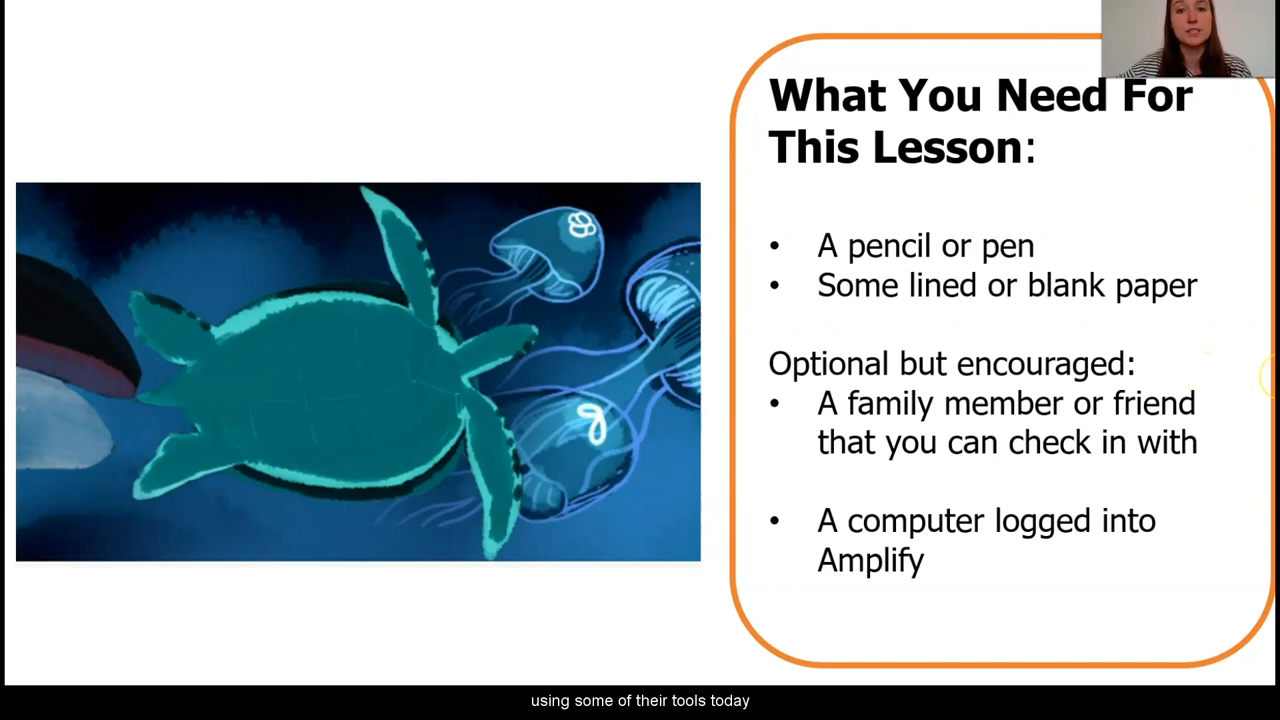 What You Need For
This Lesson:
• A pencil or pen
• Some lined or blank paper
Optional but encouraged:
• A family member or friend
that you can check in with
• A computer logged into
Amplify
using some of their tools today